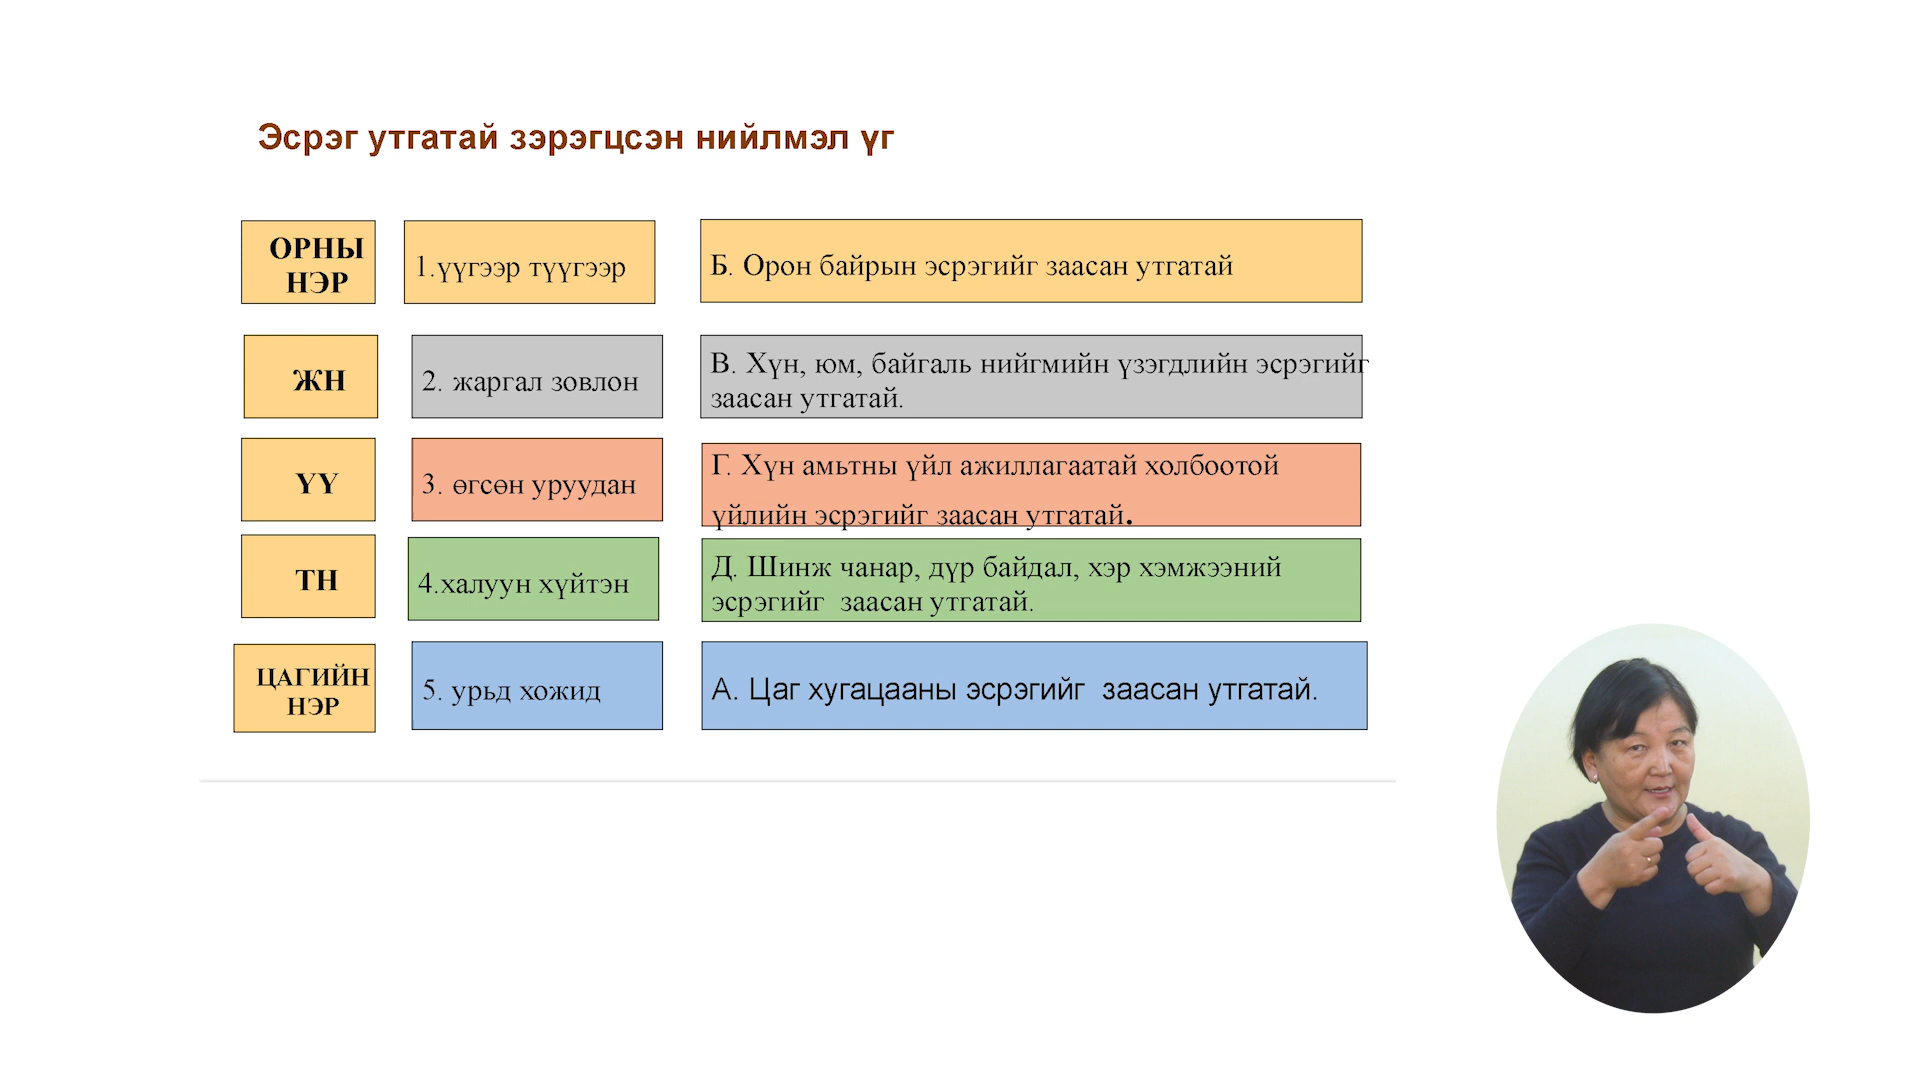 Эсрэг утгатай зэрэгцсэн нийлмэл үг
ОРНЫ
НЭР
1.үүгээр түүгээр
Б. Орон байрын эсрэгийг заасан утгатай
ЖН
2. жаргал зовлон
В. Хүн, юм, байгаль нийгмийн үзэгдлийн эсрэгийг
заасан утгатай.
ҮҮ
3. өгсөн уруудан
Г. Хүн амьтны үйл ажиллагаатай холбоотой
үйлийн эсрэгийг заасан утгатай.
ТН
4.халуун хүйтэн
Д. Шинж чанар, дүр байдал, хэр хэмжээний
эсрэгийг  заасан утгатай.
ЦАГИЙН
НЭР
5. урьд хожид
А. Цаг хугацааны эсрэгийг  заасан утгатай.